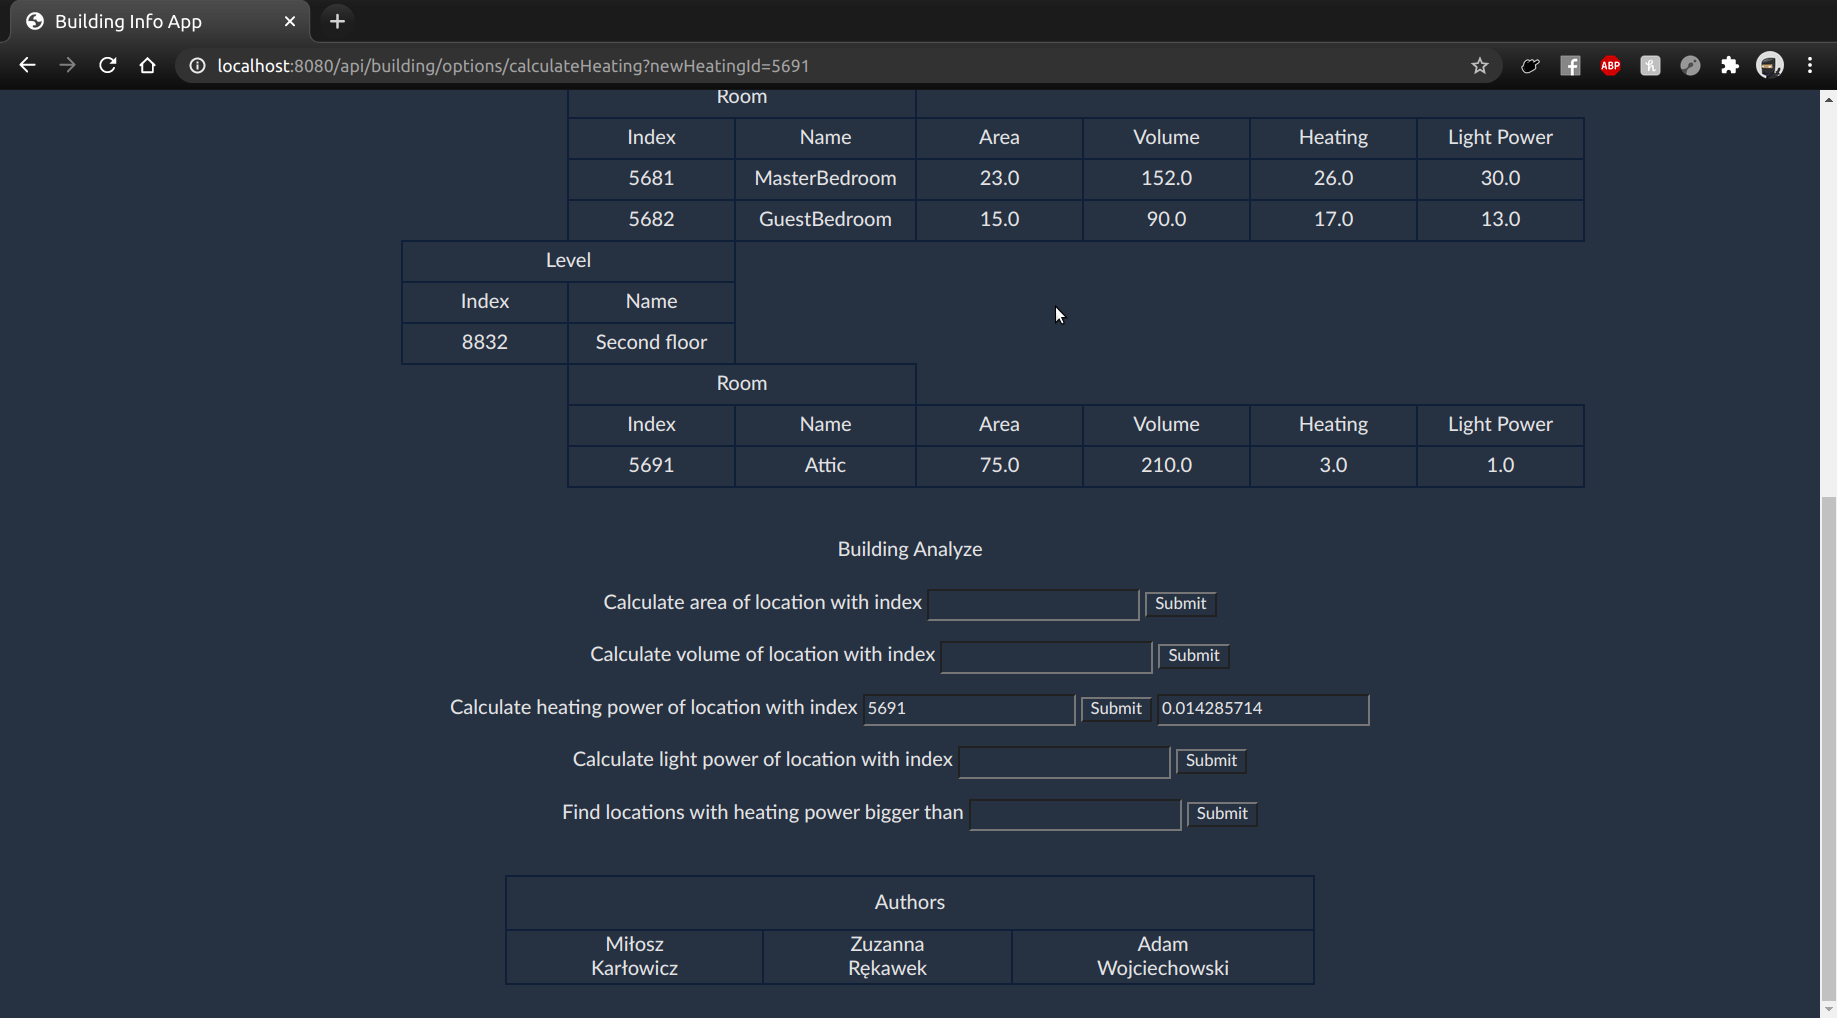 Building Info App
localhost:8080/api/building/options/calculateHeating?newHeatingId=5691
ABP
Room
Index Name Area Volume Heating Light Power
5681 MasterBedroom 23.0 152.0 26.0 30.0
5682 GuestBedroom 15.0 90.0 17.0 13.0
Level
Index Name
8832 Second floor
Room
Index Name Area Volume Heating Light Power
5691 Attic 75.0 210.0 3.0 1.0
Building Analyze
Calculate area of location with index Submit
Calculate volume of location with index Submit
Calculate heating power of location with index 5691 Submit 0.014285714
Calculate light power of location with index Submit
Find locations with heating power bigger than Submit
Authors
Miłosz Zuzanna Adam
Karłowicz Rękawek Wojciechowski